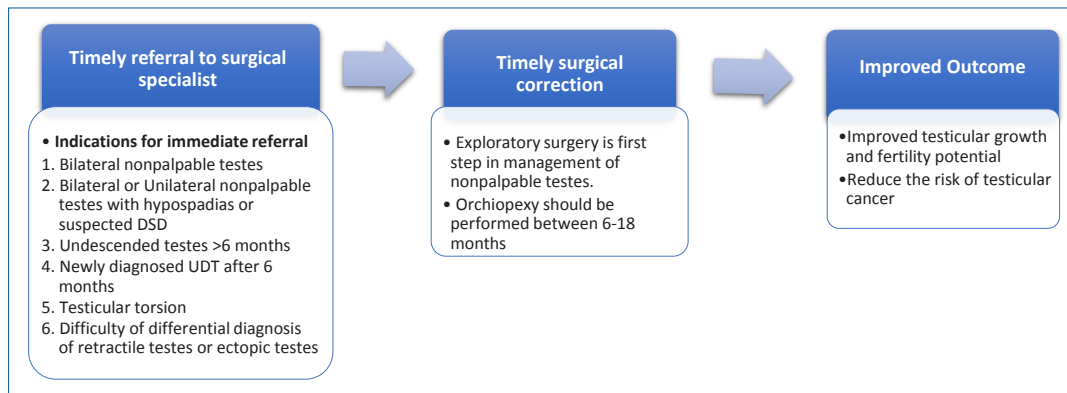 Timely referral to surgical
specialist
• Indications for immediate referral
1. Bilateral nonpalpable testes
2. Bilateral or Unilateral nonpalpable
testes with hypospadias or
suspected DSD
3. Undescended testes >6 months
4. Newly diagnosed UDT after 6
months
5. Testicular torsion
6. Difficulty of differential diagnosis
of retractile testes or ectopic testes
Timely surgical
correction
• Exploratory surgery is first
step in management of
nonpalpable testes.
• Orchiopexy should be
performed between 6-18
months
Improved Outcome
•Improved testicular growth
and fertility potential
•Reduce the risk of testicular
cancer